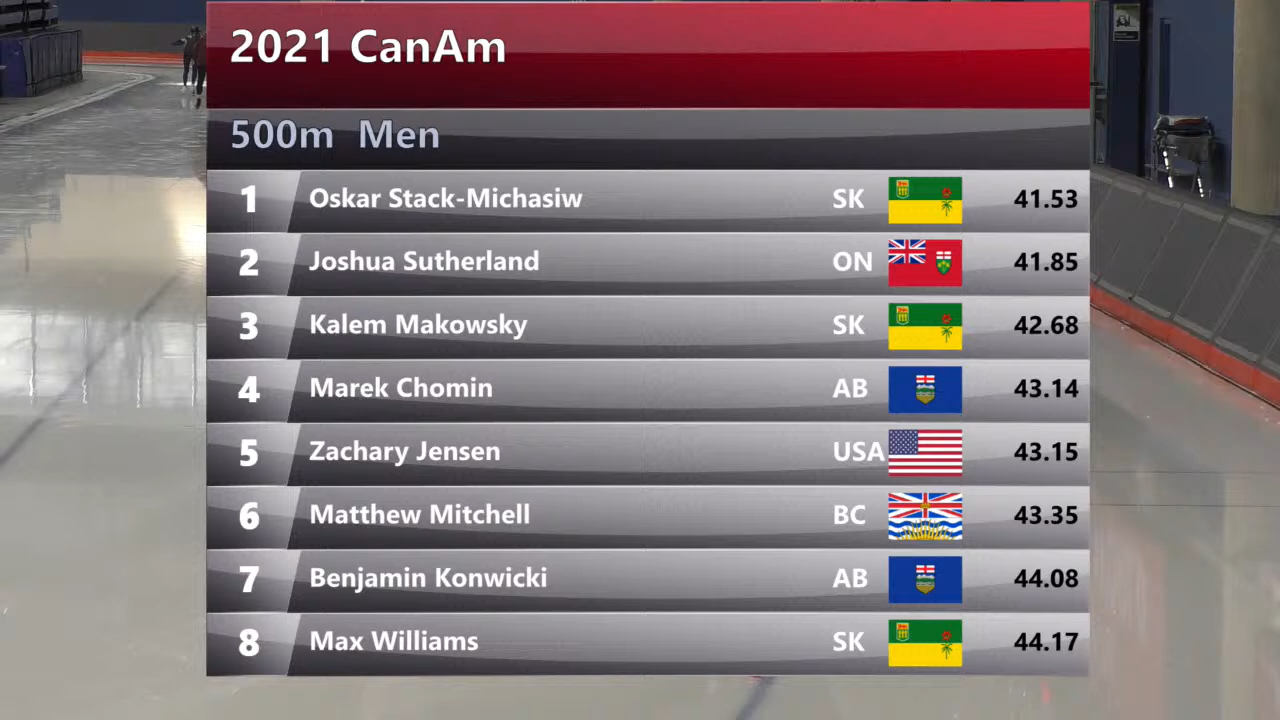 2021 CanAm
500m Men
1 Oskar Stack-Michasiw SK 41.53
2 Joshua Sutherland ON 41.85
3 Kalem Makowsky SK 42.68
4 Marek Chomin AB 43.14
5 Zachary Jensen USA 43.15
6 Matthew Mitchell BC 43.35
7 Benjamin Konwicki AB 44.08
8 Max Williams SK 44.17